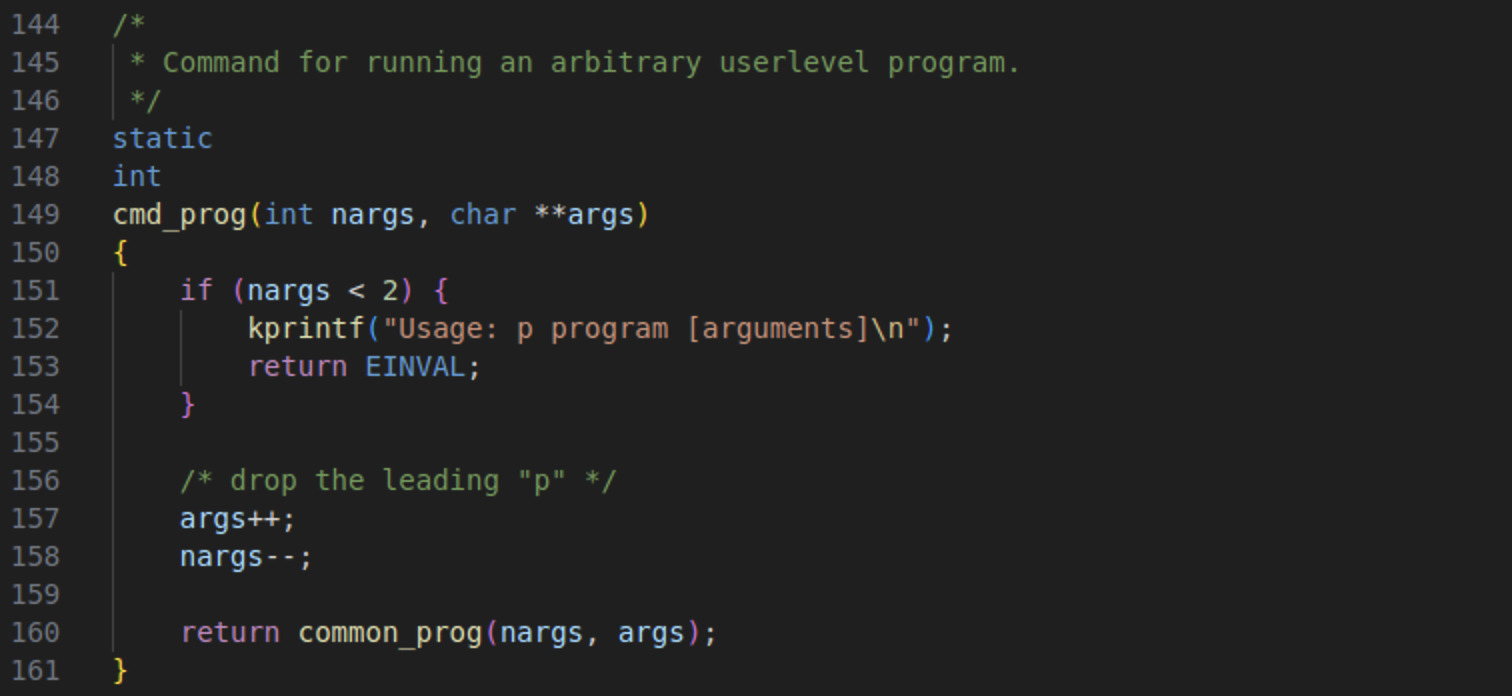 144 /*
145  * Command for running an arbitrary userlevel program.
146  */
147 static
148 int
149 cmd_prog(int nargs, char **args)
150 {
151     if (nargs < 2) {
152         kprintf("Usage: p program [arguments]\n");
153         return EINVAL;
154     }
155
156     /* drop the leading "p" */
157     args++;
158     nargs--;
159
160     return common_prog(nargs, args);
161 }